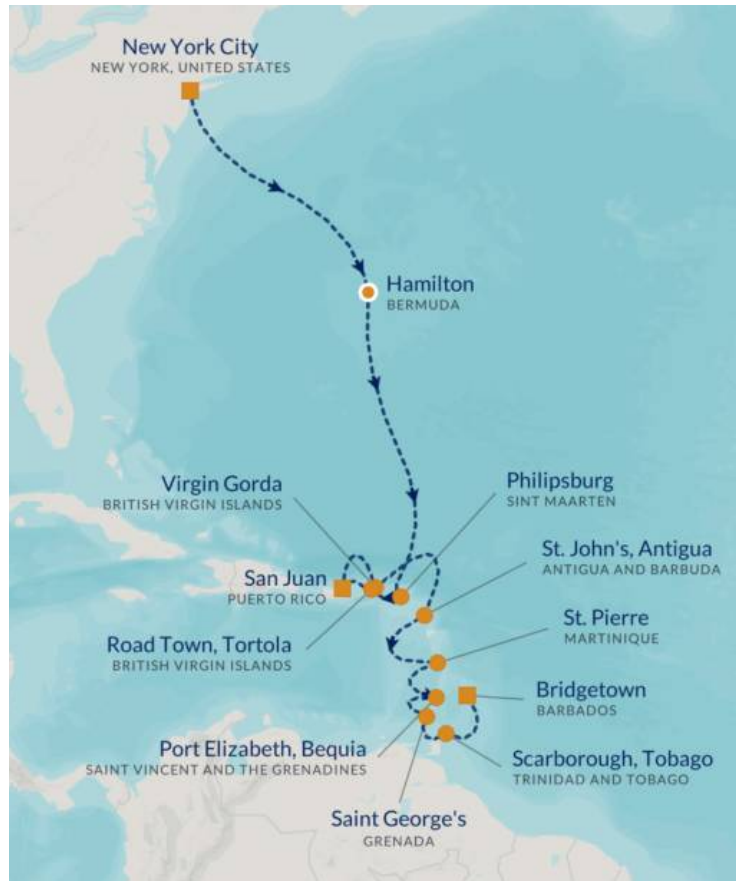 New York City
NEW YORK, UNITED STATES
Hamilton
BERMUDA
Virgin Gorda
BRITISH VIRGIN ISLANDS
Philipsburg
SINT MAARTEN
St. John's, Antigua
ANTIGUA AND BARBUDA
San Juan
PUERTO RICO
St. Pierre
MARTINIQUE
Road Town, Tortola
BRITISH VIRGIN ISLANDS
Bridgetown
BARBADOS
Port Elizabeth, Bequia
SAINT VINCENT AND THE GRENADINES
Scarborough, Tobago
TRINIDAD AND TOBAGO
Saint George's
GRENADA